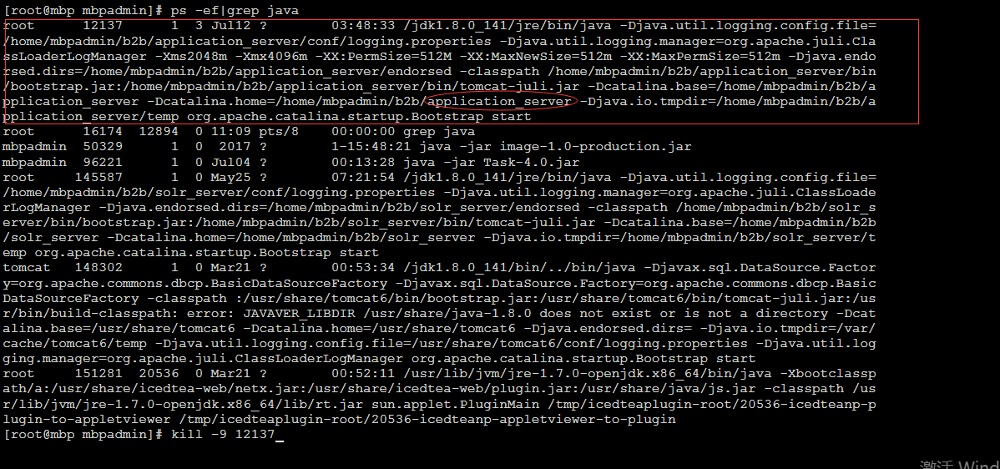 [root@mbp mbpadmin]# ps -ef|grep java
root      12137      1  3 Jul12 ?        03:48:33 /jdk1.8.0_141/jre/bin/java -Djava.util.logging.config.file=
/home/mbpadmin/b2b/application_server/conf/logging.properties -Djava.util.logging.manager=org.apache.juli.Cla
ssLoaderLogManager -Xms2048m -Xmx4096m -XX:PermSize=512M -XX:MaxNewSize=512m -XX:MaxPermSize=512m -Djava.endo
rsed.dirs=/home/mbpadmin/b2b/application_server/endorsed -classpath /home/mbpadmin/b2b/application_server/bin
/bootstrap.jar:/home/mbpadmin/b2b/application_server/bin/tomcat-juli.jar -Dcatalina.base=/home/mbpadmin/b2b/a
pplication_server -Dcatalina.home=/home/mbpadmin/b2b/application_server -Djava.io.tmpdir=/home/mbpadmin/b2b/a
pplication_server/temp org.apache.catalina.startup.Bootstrap start
root      16174  12894  0 11:09 pts/8    00:00:00 grep java
mbpadmin  50329      1  0  2017 ?        1-15:48:21 java -jar image-1.0-production.jar
mbpadmin  96221      1  0 Jul04 ?        00:13:28 java -jar Task-4.0.jar
root     145587      1  0 May25 ?        07:21:54 /jdk1.8.0_141/jre/bin/java -Djava.util.logging.config.file=
/home/mbpadmin/b2b/solr_server/conf/logging.properties -Djava.util.logging.manager=org.apache.juli.ClassLoade
rLogManager -Djava.endorsed.dirs=/home/mbpadmin/b2b/solr_server/endorsed -classpath /home/mbpadmin/b2b/solr_s
erver/bin/bootstrap.jar:/home/mbpadmin/b2b/solr_server/bin/tomcat-juli.jar -Dcatalina.base=/home/mbpadmin/b2b
/solr_server -Dcatalina.home=/home/mbpadmin/b2b/solr_server -Djava.io.tmpdir=/home/mbpadmin/b2b/solr_server/t
emp org.apache.catalina.startup.Bootstrap start
tomcat   148302      1  0 Mar21 ?        00:53:34 /jdk1.8.0_141/bin/../bin/java -Djavax.sql.DataSource.Factor
y=org.apache.commons.dbcp.BasicDataSourceFactory -Djavax.sql.DataSource.Factory=org.apache.commons.dbcp.Basic
DataSourceFactory -classpath :/usr/share/tomcat6/bin/bootstrap.jar:/usr/share/tomcat6/bin/tomcat-juli.jar:/us
r/bin/build-classpath: error: JAVAVER_LIBDIR /usr/share/java-1.8.0 does not exist or is not a directory -Dcat
alina.base=/usr/share/tomcat6 -Dcatalina.home=/usr/share/tomcat6 -Djava.endorsed.dirs= -Djava.io.tmpdir=/var/
cache/tomcat6/temp -Djava.util.logging.config.file=/usr/share/tomcat6/conf/logging.properties -Djava.util.log
ging.manager=org.apache.juli.ClassLoaderLogManager org.apache.catalina.startup.Bootstrap start
root     151281  20536  0 Mar21 ?        00:52:11 /usr/lib/jvm/jre-1.7.0-openjdk.x86_64/bin/java -Xbootclassp
ath/a:/usr/share/icedtea-web/netx.jar:/usr/share/icedtea-web/plugin.jar:/usr/share/java/js.jar -classpath /us
r/lib/jvm/jre-1.7.0-openjdk.x86_64/lib/rt.jar sun.applet.PluginMain /tmp/icedteaplugin-root/20536-icedteanp-p
lugin-to-appletviewer /tmp/icedteaplugin-root/20536-icedteanp-appletviewer-to-plugin
[root@mbp mbpadmin]# kill -9 12137_
激活 Wind